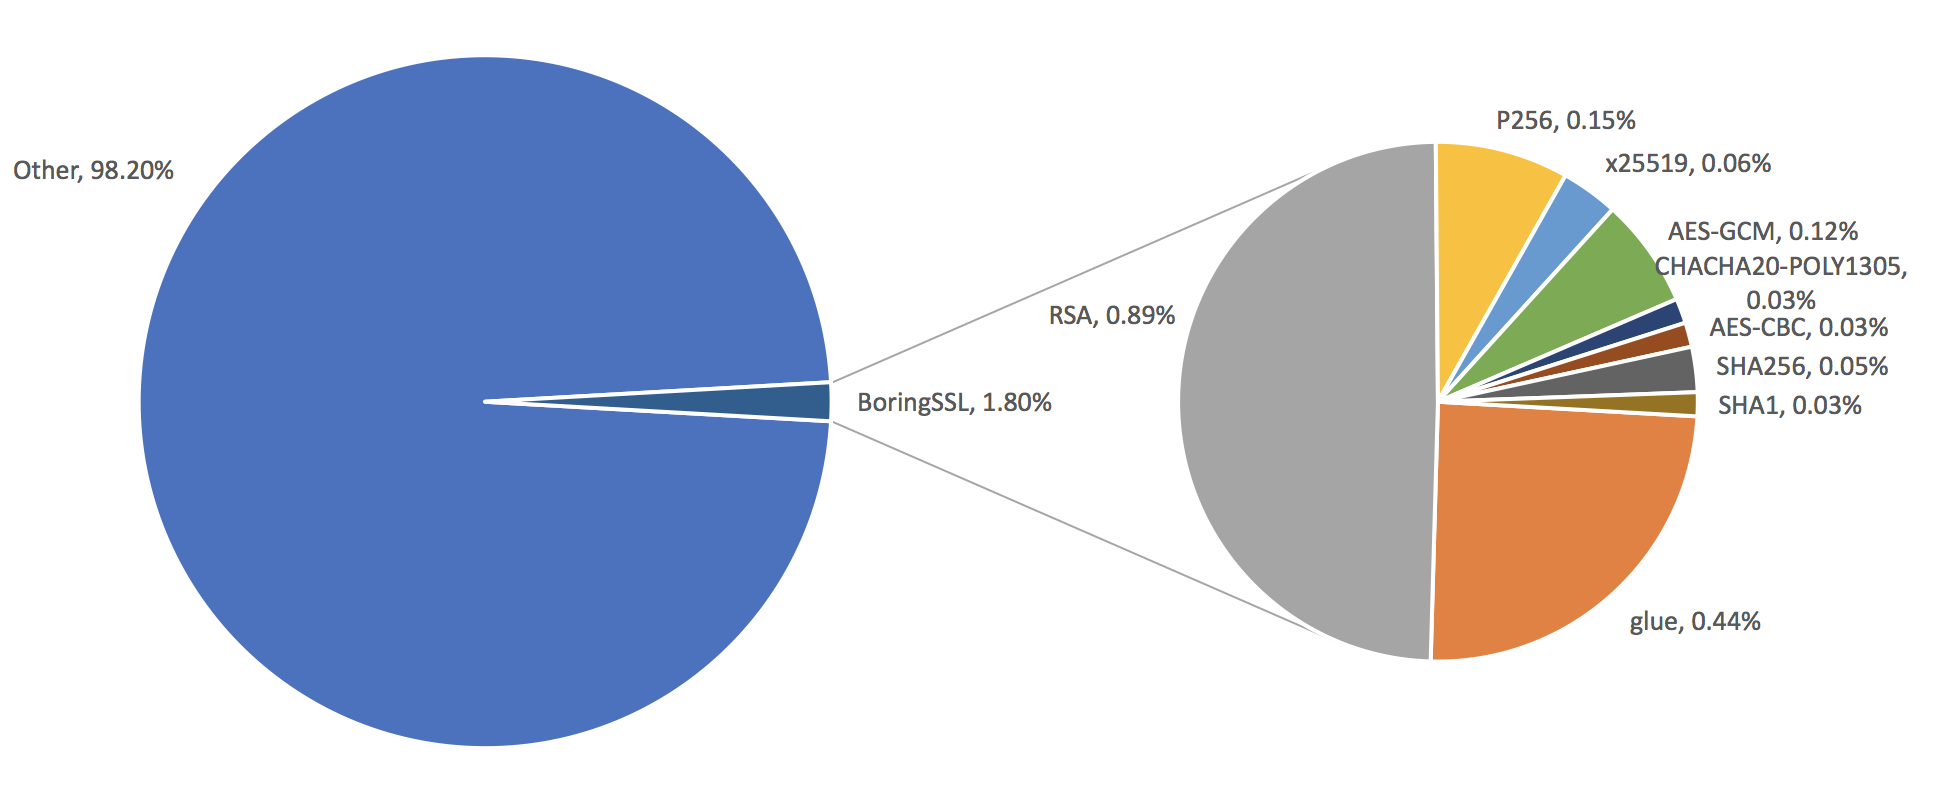 Other, 98.20%
BoringSSL, 1.80%
RSA, 0.89%
P256, 0.15%
x25519, 0.06%
AES-GCM, 0.12%
CHACHA20-POLY1305,
0.03%
AES-CBC, 0.03%
SHA256, 0.05%
SHA1, 0.03%
glue, 0.44%